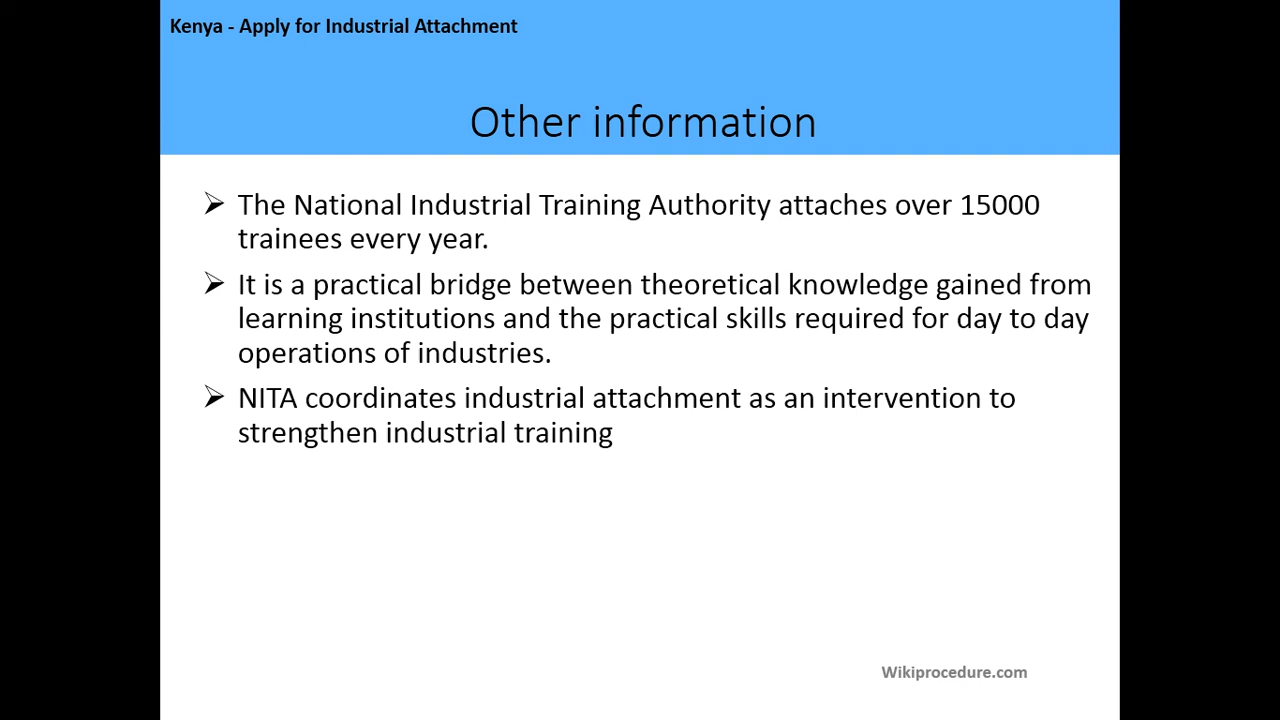 Kenya - Apply for Industrial Attachment
Other information
➢ The National Industrial Training Authority attaches over 15000
trainees every year.
➢ It is a practical bridge between theoretical knowledge gained from
learning institutions and the practical skills required for day to day
operations of industries.
➢ NITA coordinates industrial attachment as an intervention to
strengthen industrial training
Wikiprocedure.com